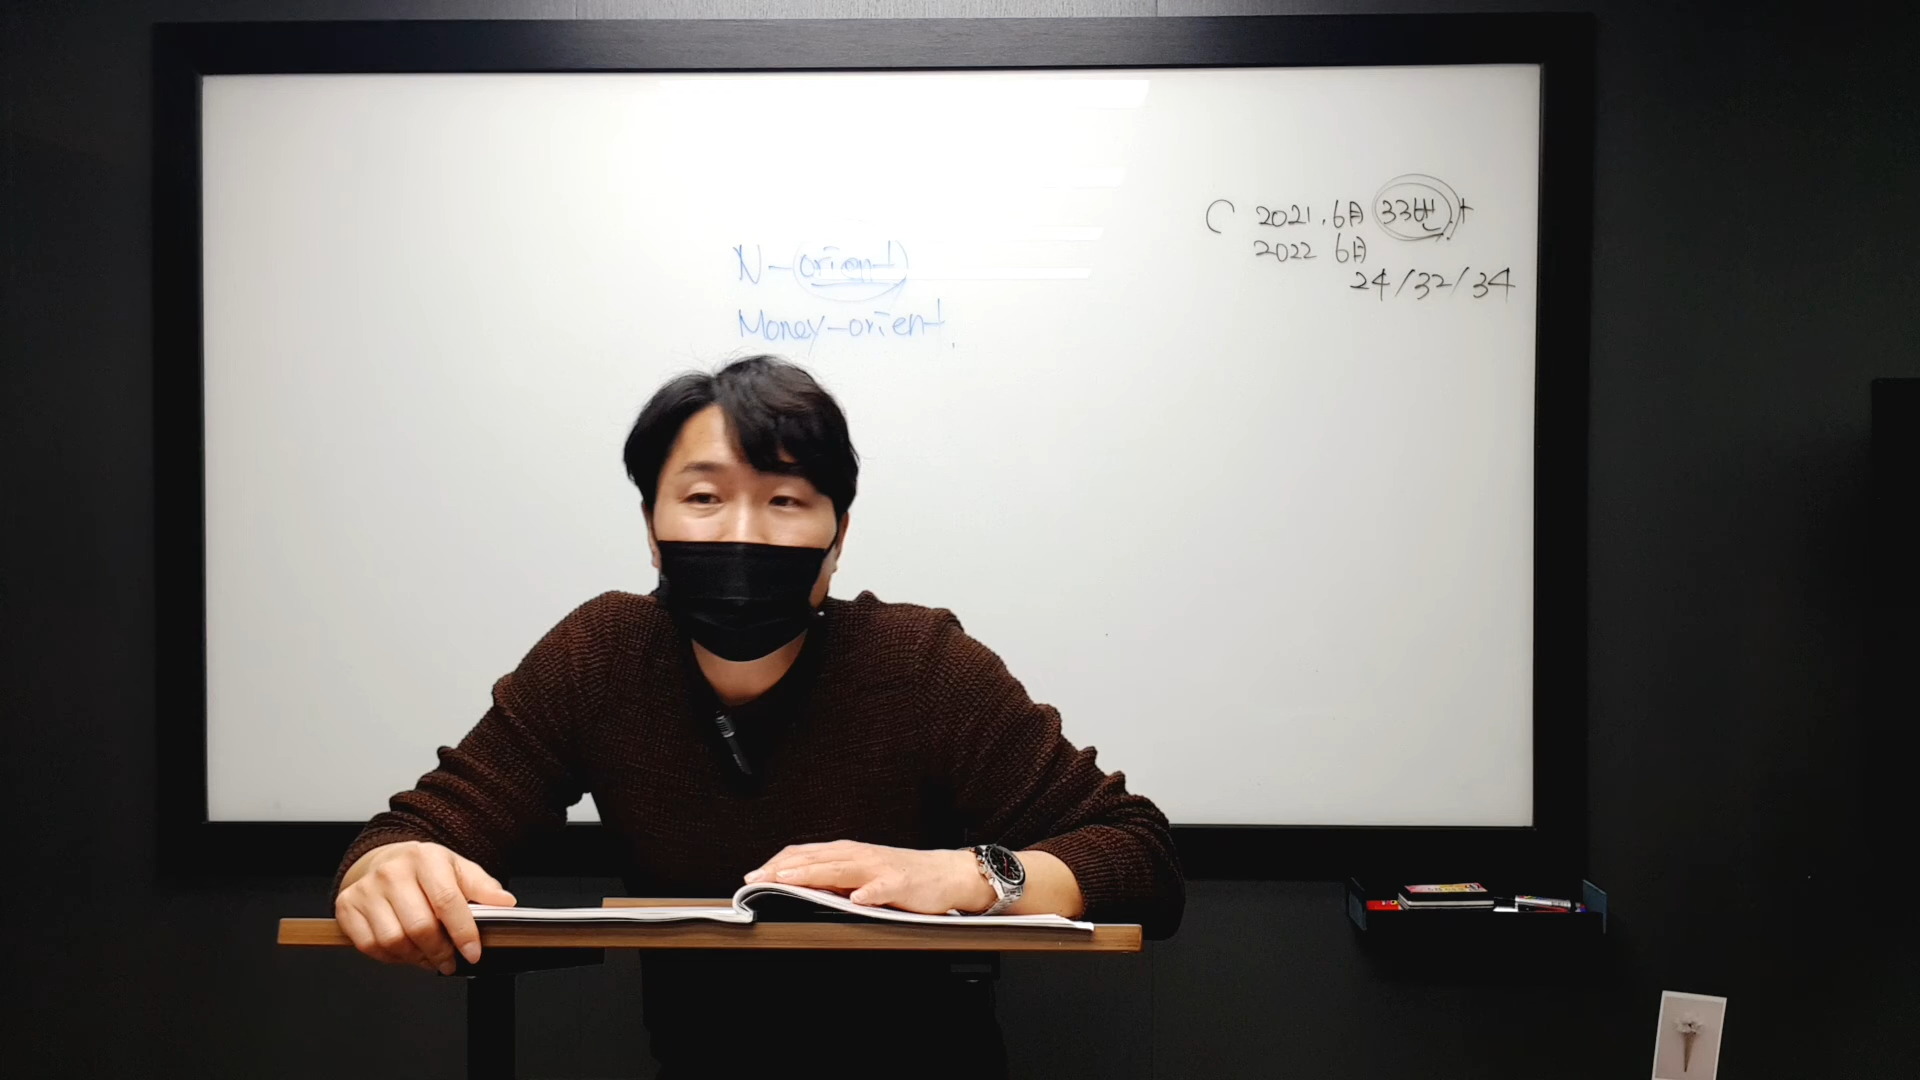 N-orient
Money-orient
( 2021. 6月 33번
2022 6月
24/32/34